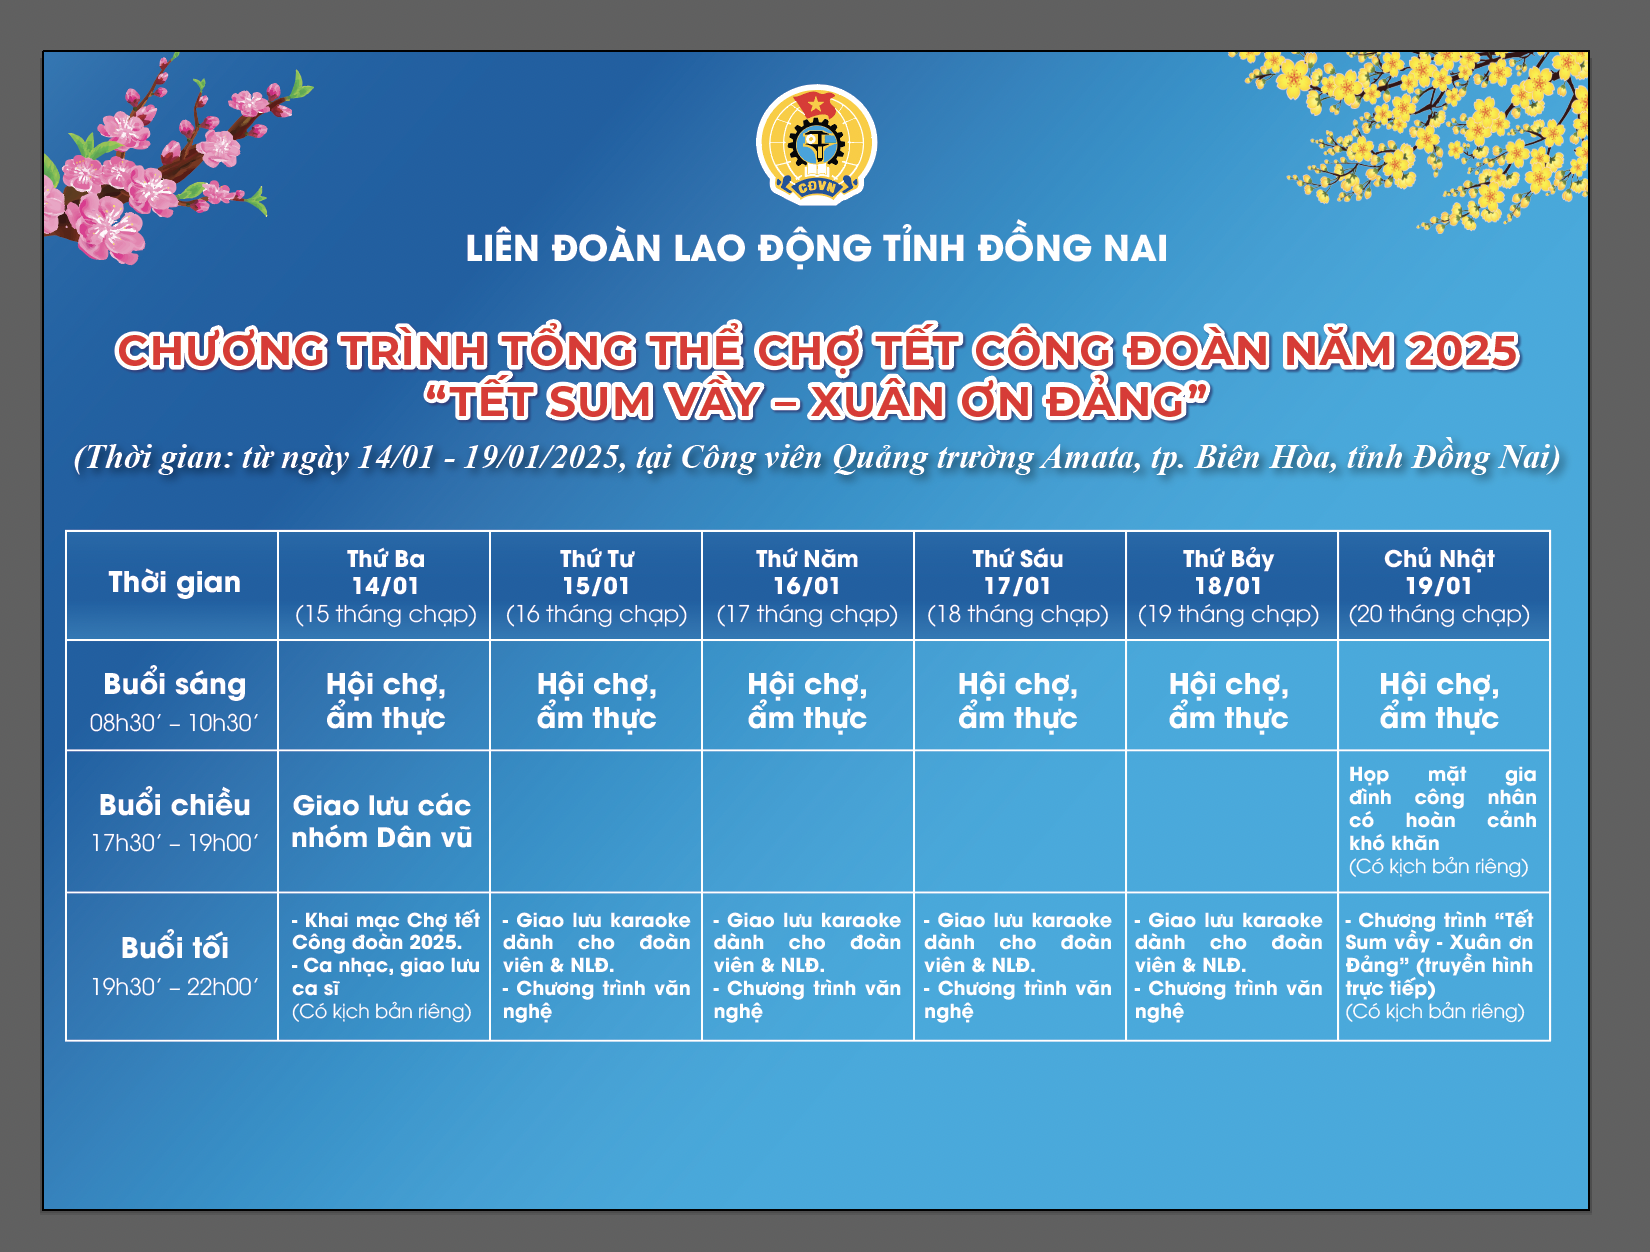 CĐVN
LIÊN ĐOÀN LAO ĐỘNG TỈNH ĐỒNG NAI
CHƯƠNG TRÌNH TỔNG THỂ CHỢ TẾT CÔNG ĐOÀN NĂM 2025
“TẾT SUM VẦY – XUÂN ƠN ĐẢNG”
(Thời gian: từ ngày 14/01 - 19/01/2025, tại Công viên Quảng trường Amata, tp. Biên Hòa, tỉnh Đồng Nai)
Thời gian
Thứ Ba
14/01
(15 tháng chạp)
Thứ Tư
15/01
(16 tháng chạp)
Thứ Năm
16/01
(17 tháng chạp)
Thứ Sáu
17/01
(18 tháng chạp)
Thứ Bảy
18/01
(19 tháng chạp)
Chủ Nhật
19/01
(20 tháng chạp)
Buổi sáng
08h30’ – 10h30’
Hội chợ,
ẩm thực
Hội chợ,
ẩm thực
Hội chợ,
ẩm thực
Hội chợ,
ẩm thực
Hội chợ,
ẩm thực
Hội chợ,
ẩm thực
Buổi chiều
17h30’ – 19h00’
Giao lưu các
nhóm Dân vũ
Họp mặt gia
đình công nhân
có hoàn cảnh
khó khăn
(Có kịch bản riêng)
Buổi tối
19h30’ – 22h00’
- Khai mạc Chợ tết
Công đoàn 2025.
- Ca nhạc, giao lưu
ca sĩ
(Có kịch bản riêng)
- Giao lưu karaoke
dành cho đoàn
viên & NLĐ.
- Chương trình văn
nghệ
- Giao lưu karaoke
dành cho đoàn
viên & NLĐ.
- Chương trình văn
nghệ
- Giao lưu karaoke
dành cho đoàn
viên & NLĐ.
- Chương trình văn
nghệ
- Giao lưu karaoke
dành cho đoàn
viên & NLĐ.
- Chương trình văn
nghệ
- Chương trình “Tết
Sum vầy - Xuân ơn
Đảng” (truyền hình
trực tiếp)
(Có kịch bản riêng)